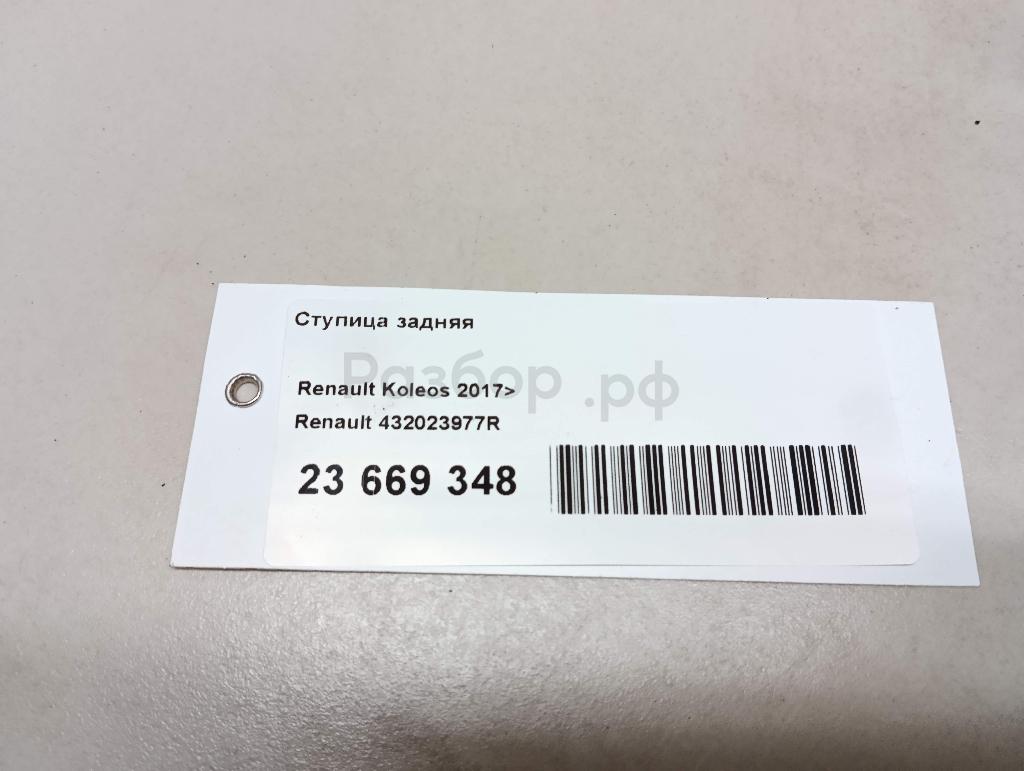 Ступица задняя
Разбор.рф
Renault Koleos 2017>
Renault 432023977R
23 669 348